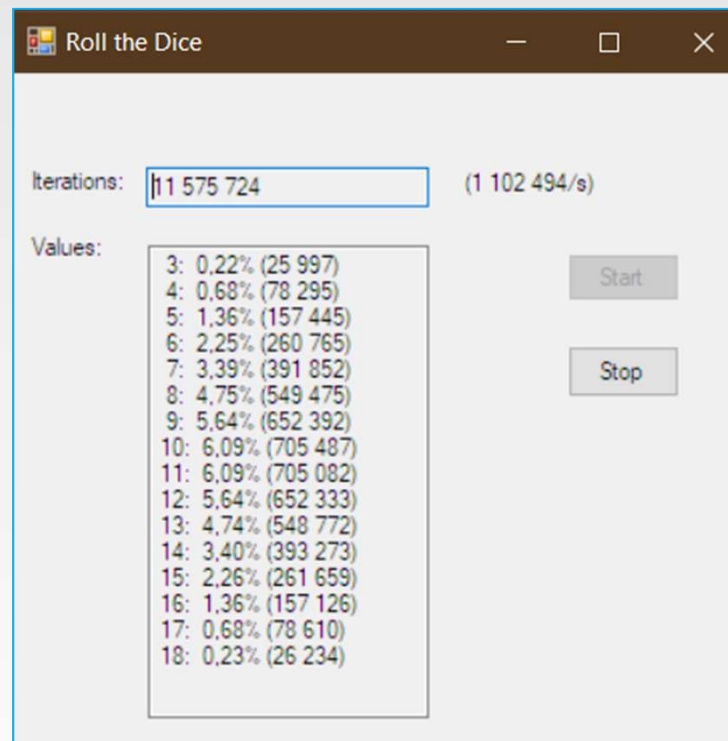 Roll the Dice
Iterations: 11 575 724 (1 102 494/s)
Values:
3: 0,22% (25 997)
4: 0,68% (78 295)
5: 1,36% (157 445)
6: 2,25% (260 765)
7: 3,39% (391 852)
8: 4,75% (549 475)
9: 5,64% (652 392)
10: 6,09% (705 487)
11: 6,09% (705 082)
12: 5,64% (652 333)
13: 4,74% (548 772)
14: 3,40% (393 273)
15: 2,26% (261 659)
16: 1,36% (157 126)
17: 0,68% (78 610)
18: 0,23% (26 234)
Start
Stop